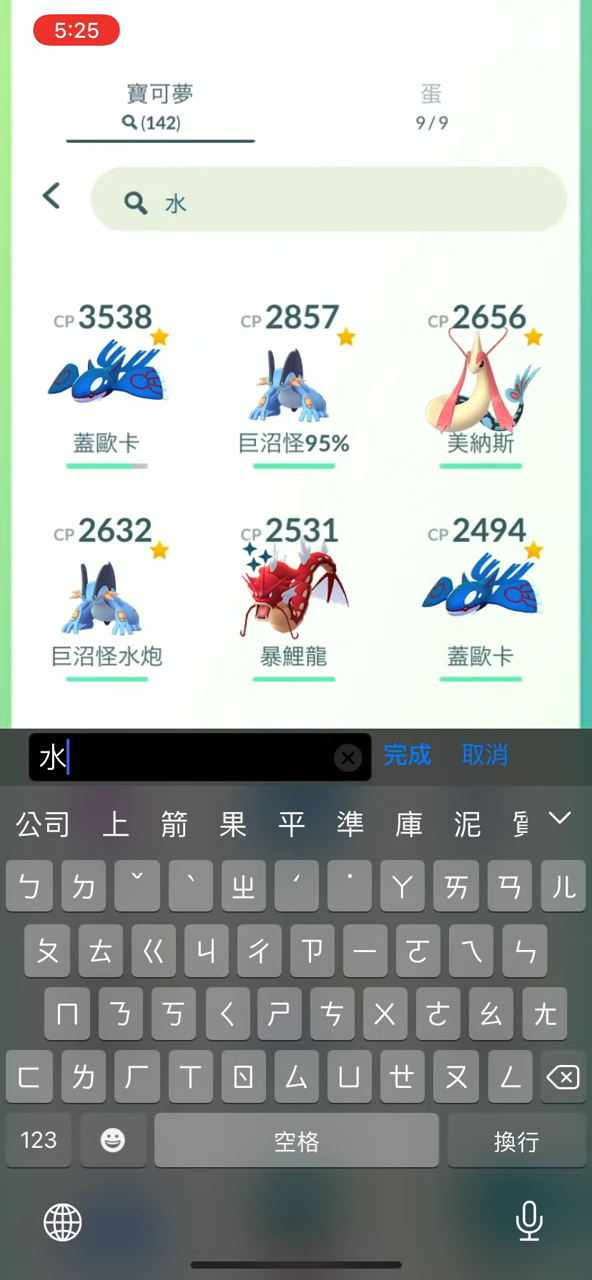 5:25
寶可夢
(142)
蛋
9/9
水
CP3538
CP2857
CP2656
蓋歐卡
巨沼怪95%
美納斯
CP2632
CP2531
CP2494
巨沼怪水炮
暴鯉龍
蓋歐卡
水
完成
取消
公司 上 箭 果 平 準 庫 泥
ㄅ ㄉ ˇ ˋ ㄓ ˊ ˙ ㄚ ㄞ ㄢ ㄦ
ㄆ ㄊ ㄍ ㄐ ㄔ ㄗ ㄧ ㄛ ㄟ ㄣ
ㄇ ㄋ ㄎ ㄑ ㄕ ㄘ ㄨ ㄜ ㄠ ㄤ
ㄈ ㄌ ㄏ ㄒ ㄖ ㄙ ㄩ ㄝ ㄡ ㄥ
123 空格 換行